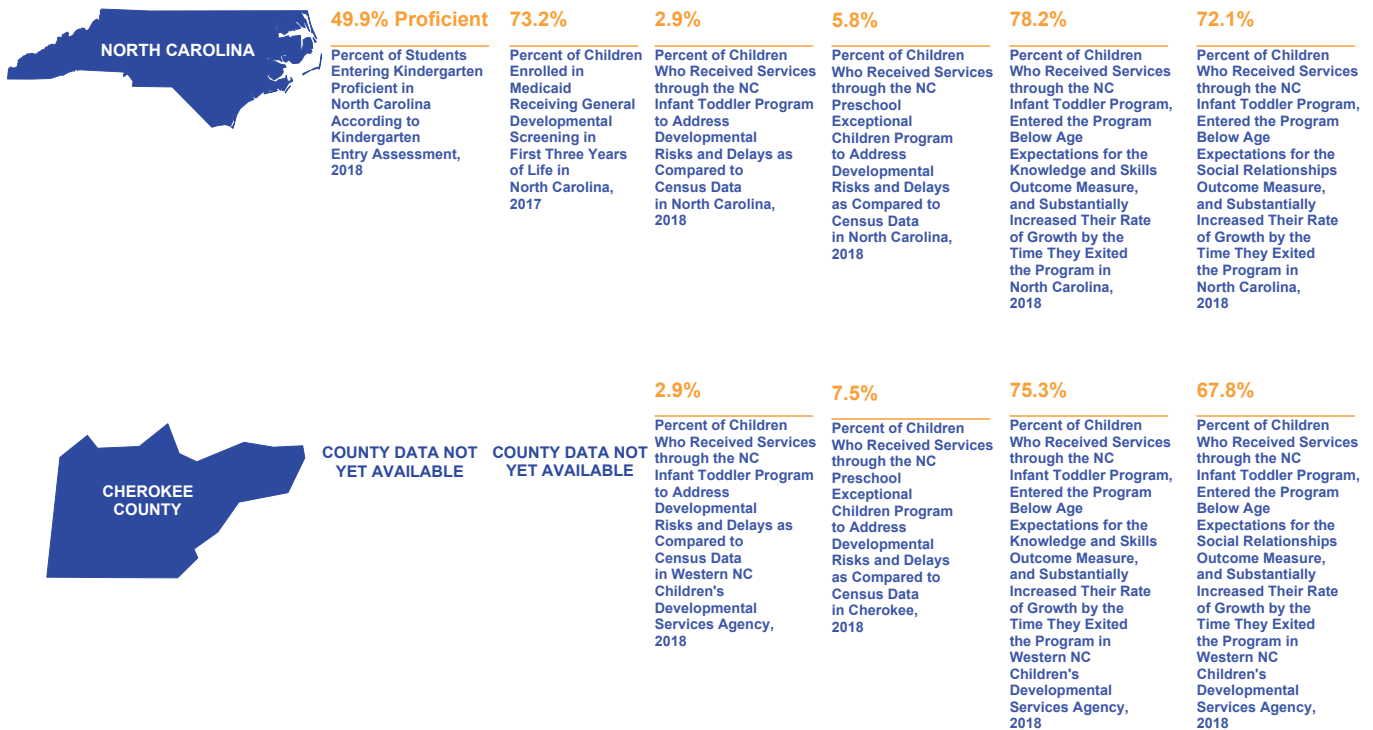 NORTH CAROLINA
49.9% Proficient
Percent of Students
Entering Kindergarten
Proficient in
North Carolina
According to
Kindergarten
Entry Assessment,
2018
73.2%
Percent of Children
Enrolled in
Medicaid
Receiving General
Developmental
Screening in
First Three Years
of Life in
North Carolina,
2017
2.9%
Percent of Children
Who Received Services
through the NC
Infant Toddler Program
to Address
Developmental
Risks and Delays as
Compared to
Census Data
in North Carolina,
2018
5.8%
Percent of Children
Who Received Services
through the NC
Preschool
Exceptional
Children Program
to Address
Developmental
Risks and Delays
as Compared to
Census Data
in North Carolina,
2018
78.2%
Percent of Children
Who Received Services
through the NC
Infant Toddler Program,
Entered the Program
Below Age
Expectations for the
Knowledge and Skills
Outcome Measure,
and Substantially
Increased Their Rate
of Growth by the
Time They Exited
the Program in
North Carolina,
2018
72.1%
Percent of Children
Who Received Services
through the NC
Infant Toddler Program,
Entered the Program
Below Age
Expectations for the
Social Relationships
Outcome Measure,
and Substantially
Increased Their Rate
of Growth by the
Time They Exited
the Program in
North Carolina,
2018
CHEROKEE
COUNTY
COUNTY DATA NOT
YET AVAILABLE
COUNTY DATA NOT
YET AVAILABLE
2.9%
Percent of Children
Who Received Services
through the NC
Infant Toddler Program
to Address
Developmental
Risks and Delays as
Compared to
Census Data
in Western NC
Children's
Developmental
Services Agency,
2018
7.5%
Percent of Children
Who Received Services
through the NC
Preschool
Exceptional
Children Program
to Address
Developmental
Risks and Delays
as Compared to
Census Data
in Cherokee,
2018
75.3%
Percent of Children
Who Received Services
through the NC
Infant Toddler Program,
Entered the Program
Below Age
Expectations for the
Knowledge and Skills
Outcome Measure,
and Substantially
Increased Their Rate
of Growth by the
Time They Exited
the Program in
Western NC
Children's
Developmental
Services Agency,
2018
67.8%
Percent of Children
Who Received Services
through the NC
Infant Toddler Program,
Entered the Program
Below Age
Expectations for the
Social Relationships
Outcome Measure,
and Substantially
Increased Their Rate
of Growth by the
Time They Exited
the Program in
Western NC
Children's
Developmental
Services Agency,
2018